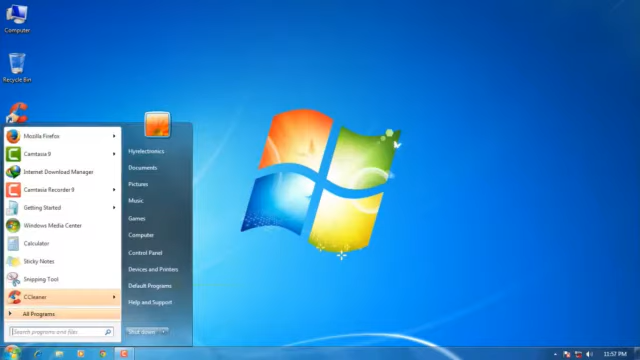 Computer
Recycle Bin
Mozilla Firefox
Camtasia 9
Internet Download Manager
Camtasia Recorder 9
Getting Started
Windows Media Center
Calculator
Sticky Notes
Snipping Tool
CCleaner
All Programs
Search programs and files
Hyrelectronics
Documents
Pictures
Music
Games
Computer
Control Panel
Devices and Printers
Default Programs
Help and Support
Shut down
11:57 PM